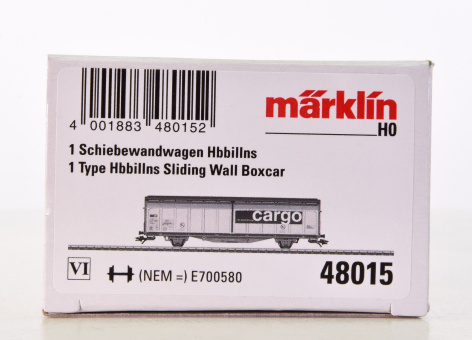 märklin
H0
4 001883 480152
1 Schiebewandwagen Hbbillns
1 Type Hbbillns Sliding Wall Boxcar
cargo
VI
(NEM =) E700580
48015